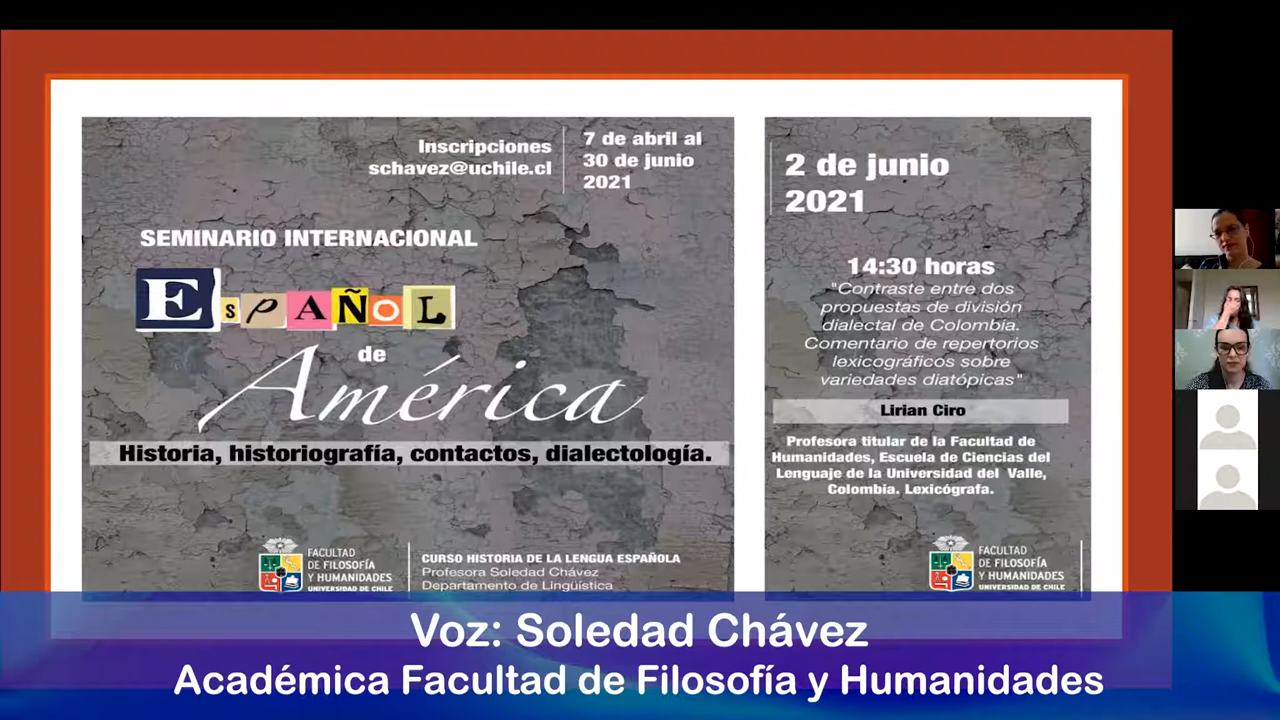 Inscripciones
schavez@uchile.cl
7 de abril al
30 de junio
2021
SEMINARIO INTERNACIONAL
EsPAÑOL
de
América
Historia, historiografía, contactos, dialectología.
FACULTAD
DE FILOSOFÍA
Y HUMANIDADES
UNIVERSIDAD DE CHILE
CURSO HISTORIA DE LA LENGUA ESPAÑOLA
Profesora Soledad Chávez
Departamento de Lingüística
2 de junio
2021
14:30 horas
"Contraste entre dos
propuestas de división
dialectal de Colombia.
Comentario de repertorios
lexicográficos sobre
variedades diatópicas"
Lirian Ciro
Profesora titular de la Facultad de
Humanidades, Escuela de Ciencias del
Lenguaje de la Universidad del Valle,
Colombia. Lexicógrafa.
FACULTAD
DE FILOSOFÍA
Y HUMANIDADES
UNIVERSIDAD DE CHILE
Voz: Soledad Chávez
Académica Facultad de Filosofía y Humanidades